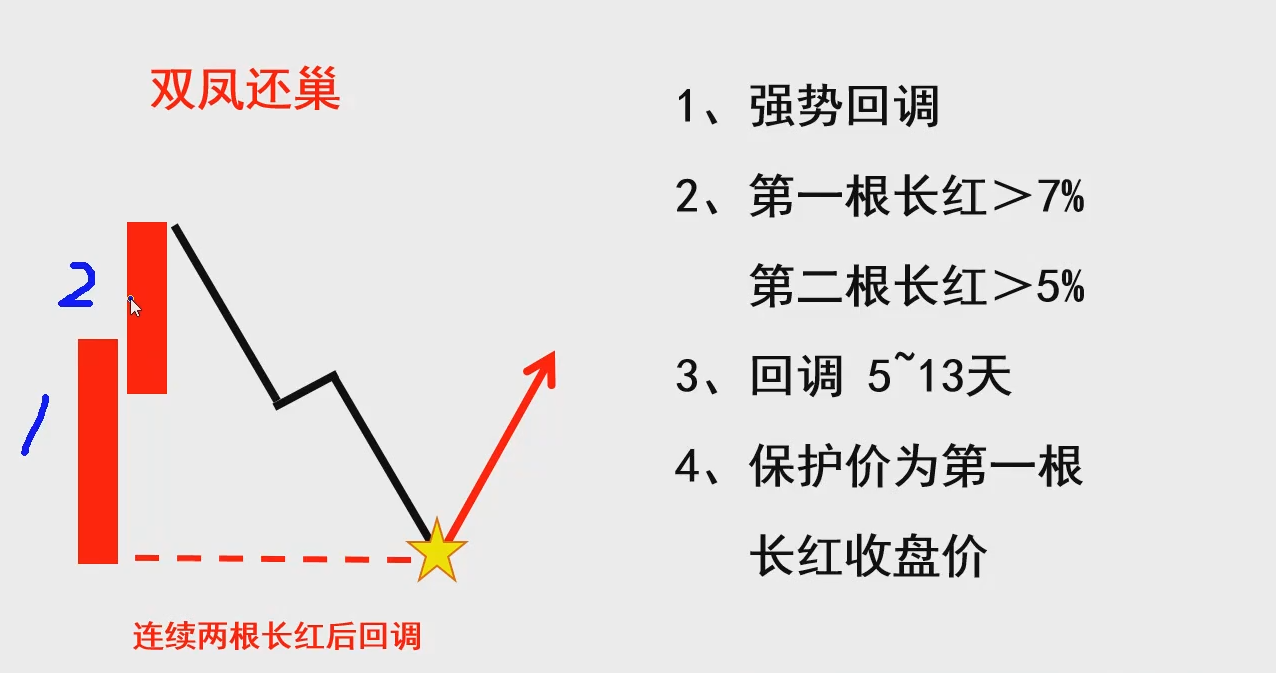 双凤还巢
1、强势回调
2、第一根长红＞7%
第二根长红＞5%
3、回调 5~13天
4、保护价为第一根
长红收盘价
2
1
连续两根长红后回调